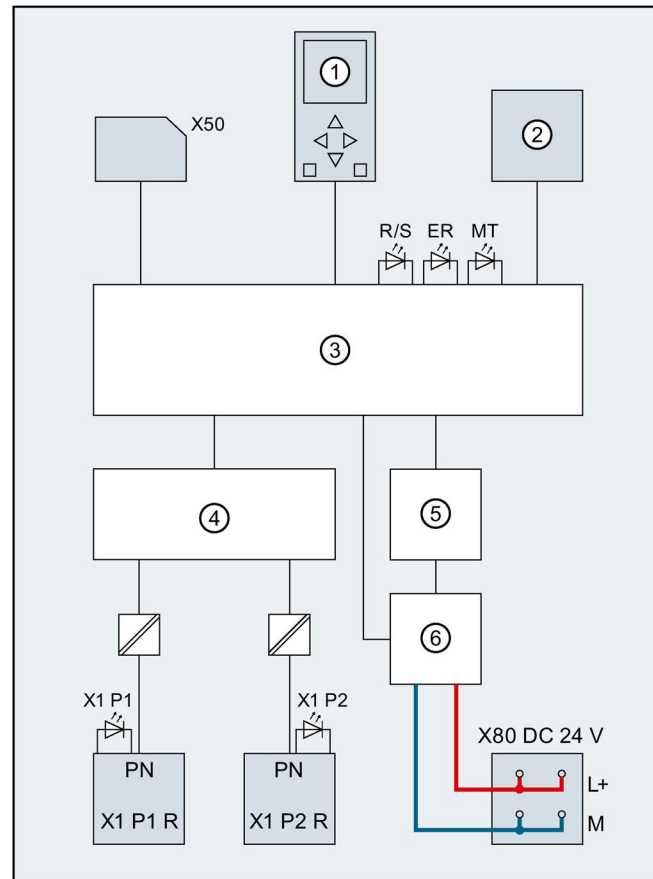 ①
X50
②
R/S ER MT
③
④
⑤
⑥
X1 P1 X1 P2
X80 DC 24 V
PN PN
L+
X1 P1 R X1 P2 R
M